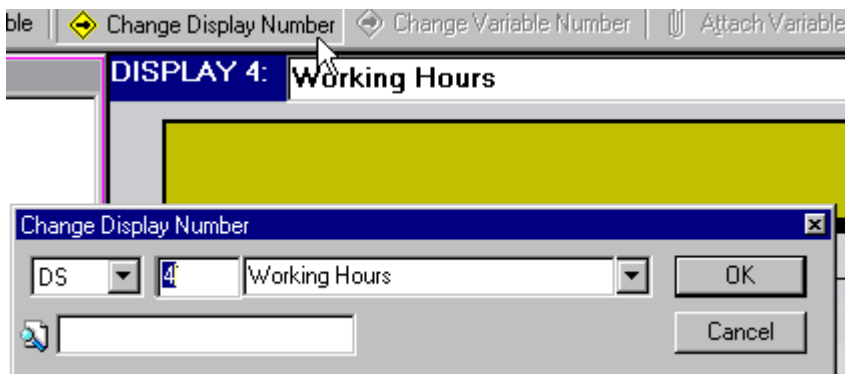 ble Change Display Number Change Variable Number Attach Variable
DISPLAY 4: Working Hours
Change Display Number
DS 4 Working Hours OK
Cancel